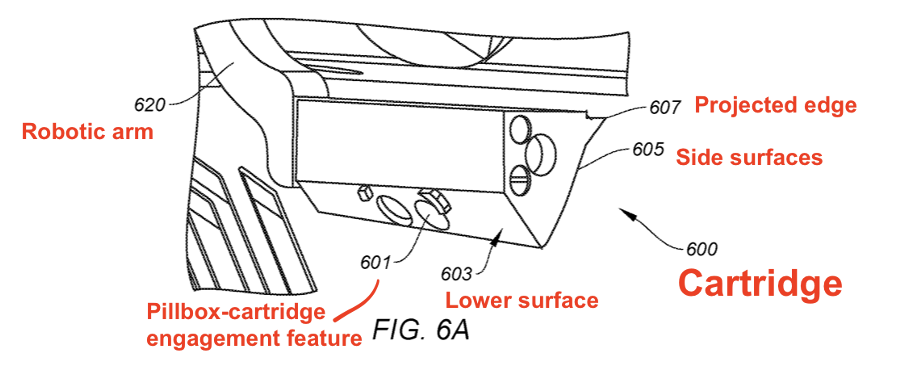 607 Projected edge
620
Robotic arm
605 Side surfaces
600
601
603
Cartridge
Lower surface
Pillbox-cartridge
engagement feature
FIG. 6A